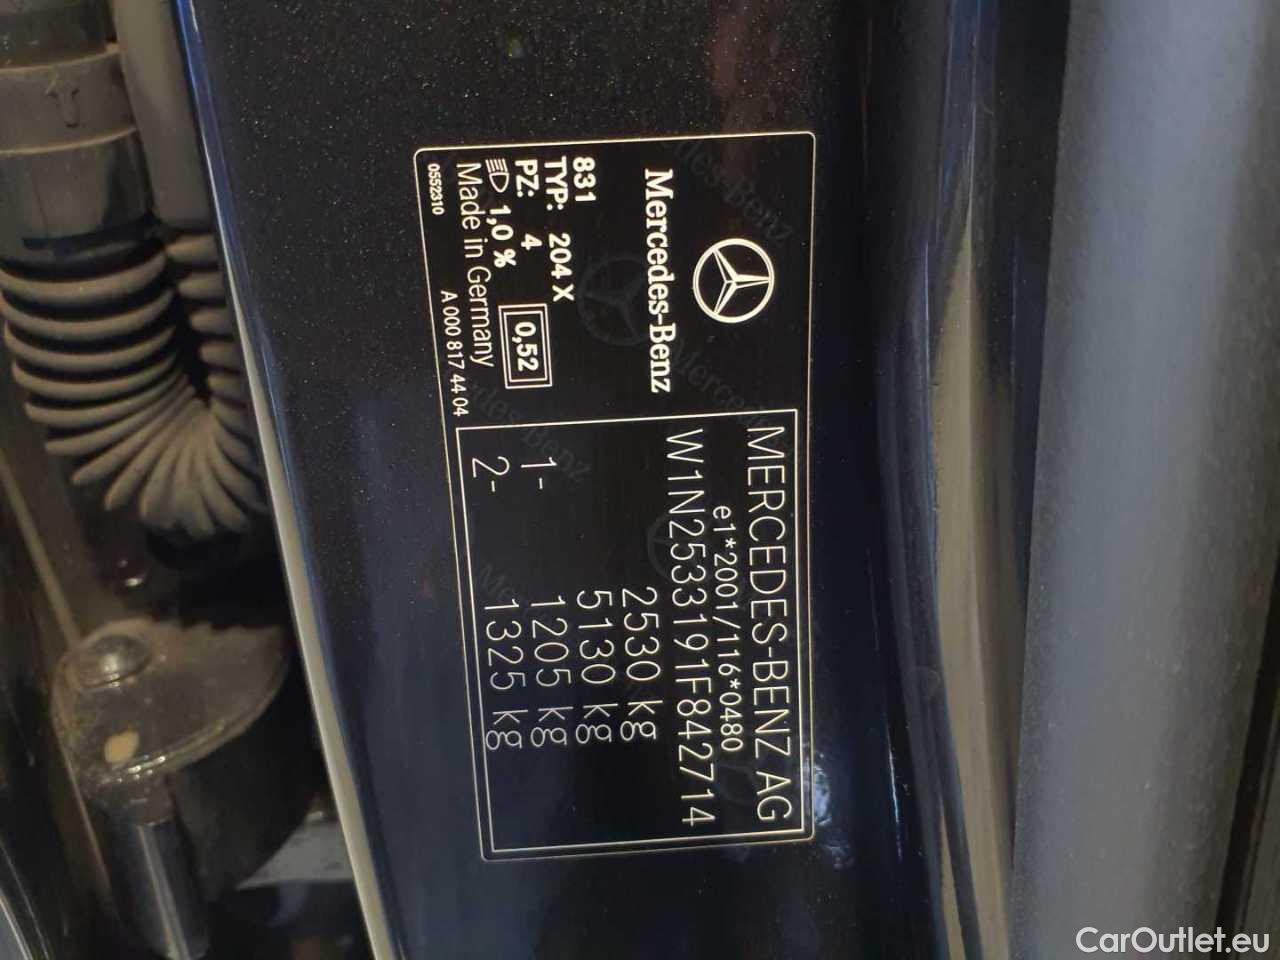 Mercedes-Benz
831
TYP: 204 X
PZ: 4
1,0 %
0,52
Made in Germany
0552310
A 000 817 44 04
MERCEDES-BENZ AG
e1*2001/116*0480
W1N2533191F842714
2530 kg
5130 kg
1- 1205 kg
2- 1325 kg
CarOutlet.eu